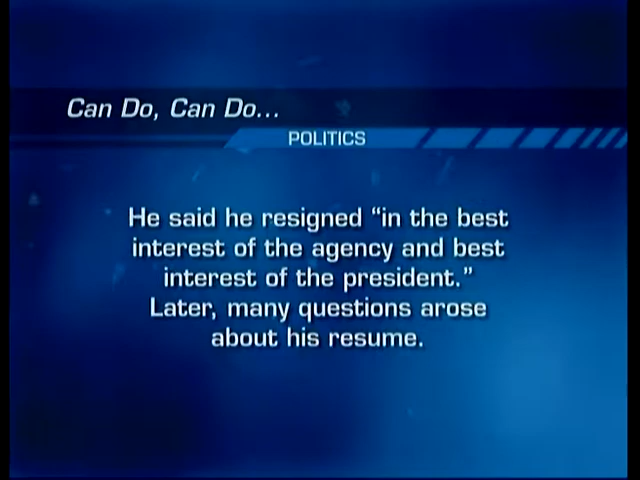 Can Do, Can Do...
POLITICS
He said he resigned “in the best
interest of the agency and best
interest of the president.”
Later, many questions arose
about his resume.